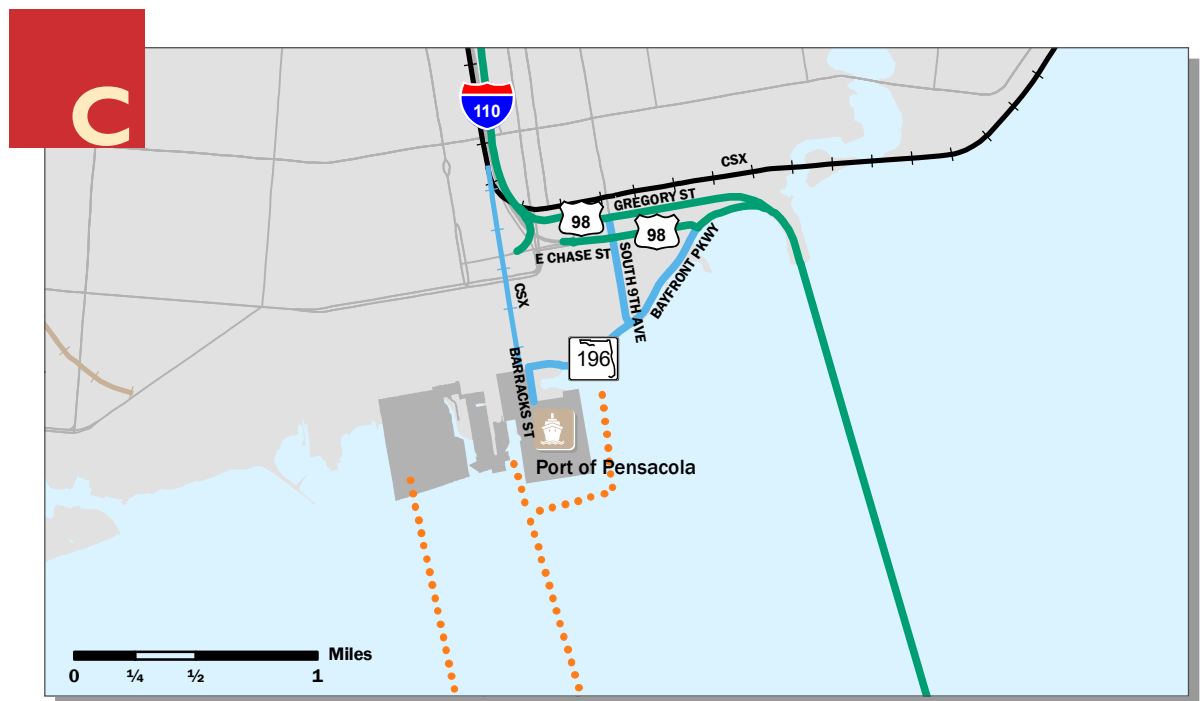 C
110
CSX
GREGORY ST
98
98
E CHASE ST
SOUTH 9TH AVE
BAYFRONT PKWY
CSX
BARRACKS ST
196
Port of Pensacola
Miles
0 ¼ ½ 1